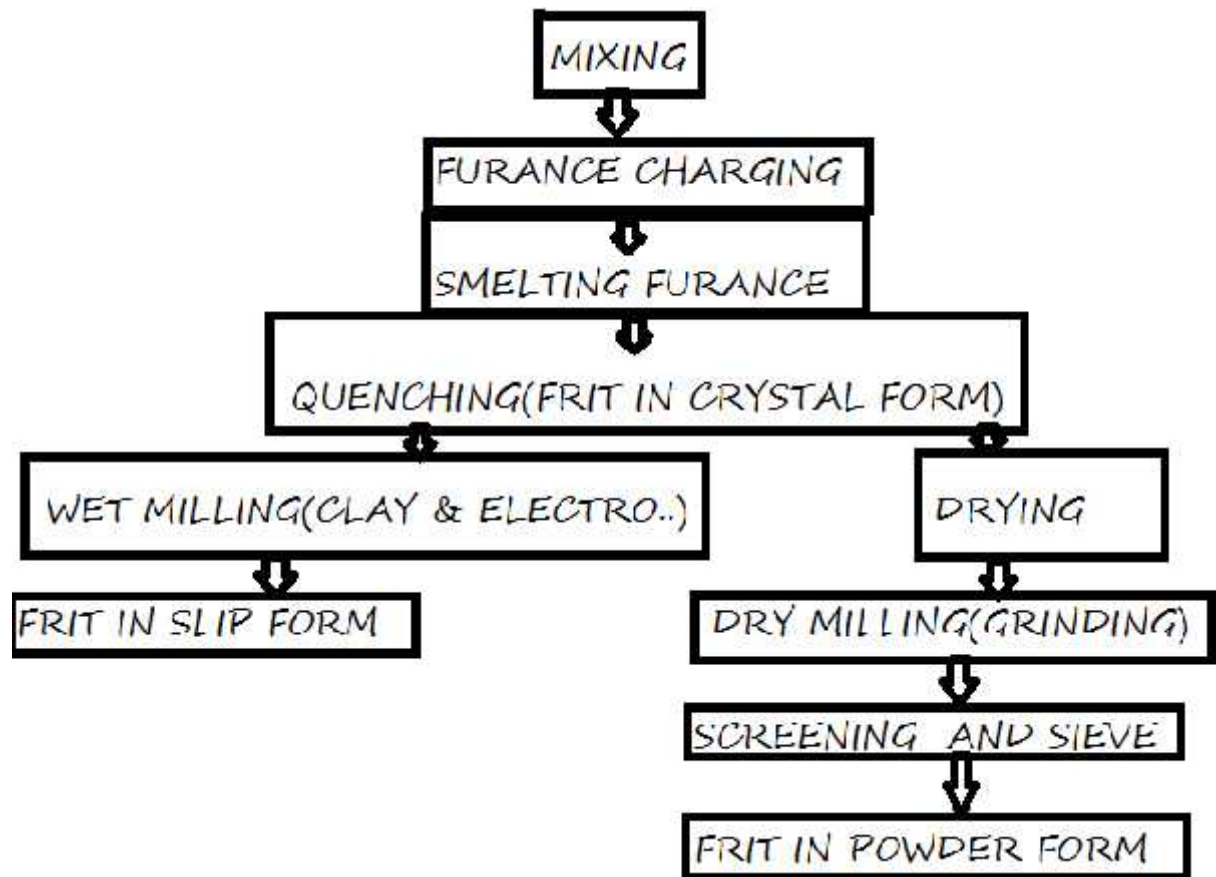 MIXING
FURANCE CHARGING
SMELTING FURANCE
QUENCHING(FRIT IN CRYSTAL FORM)
WET MILLING(CLAY & ELECTRO..)
DRYING
FRIT IN SLIP FORM
DRY MILLING(GRINDING)
SCREENING AND SIEVE
FRIT IN POWDER FORM